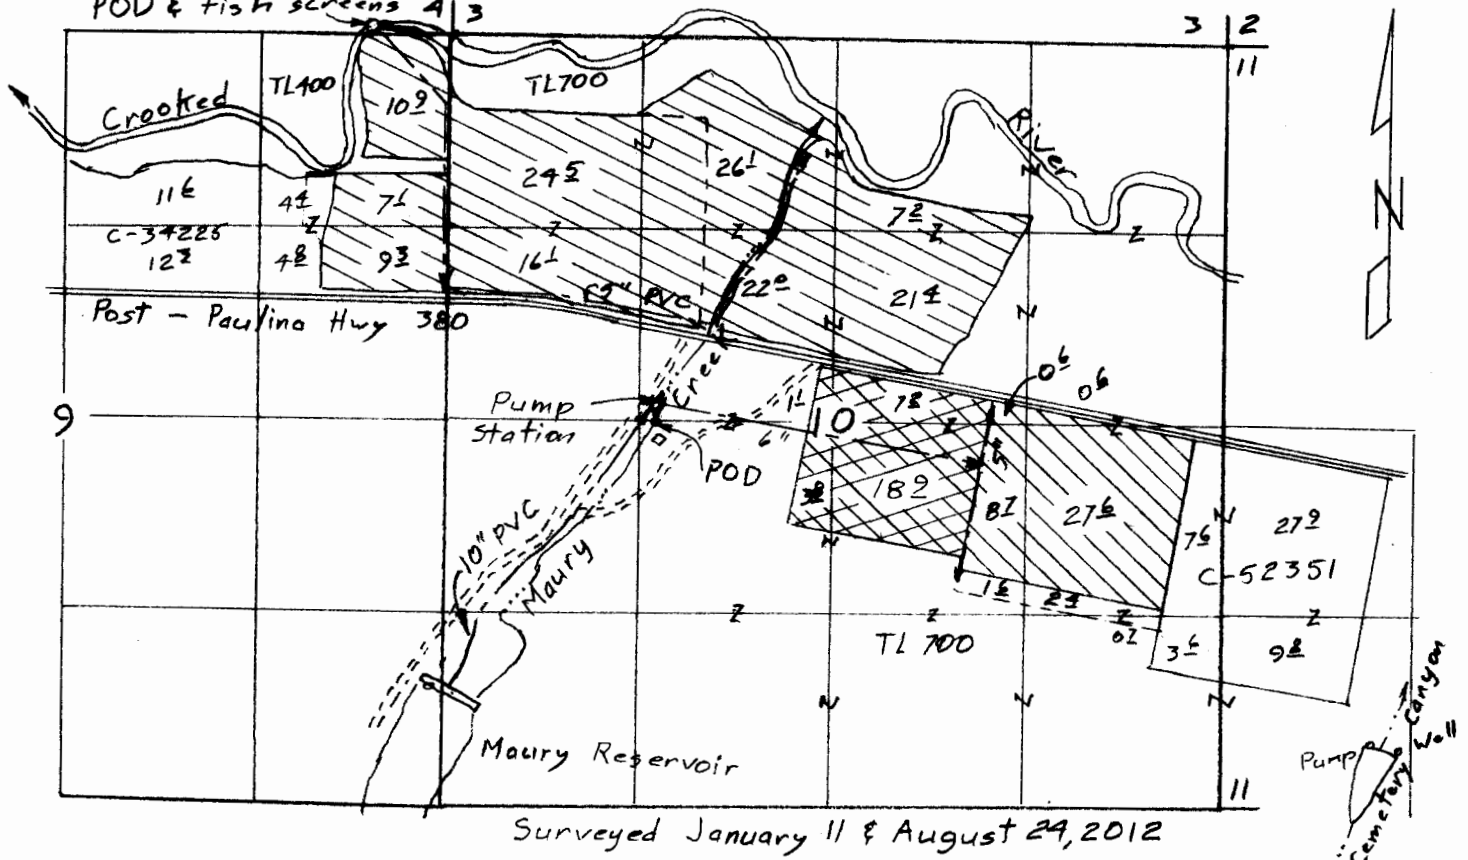 POD & fish screens 4 3
3 2
11
TL400
TL700
Crooked
River
10 9
24 5
26 1
11 6
4 4
7 1
7 2
C-34225
12 3
4 8
9 3
16 1
22 0
21 4
N
Post - Paulina Hwy 380
PVC
Creek
0 6
0 6
9
Pump
Station
1 1
10
6"
POD
18 9
5"
8 7
27 6
7 6
27 9
C-52351
10" PVC
Maury
1 6
2 4
0 7
3 6
9 8
TL 700
Maury Reservoir
Pump
Canyon
Well
Cemetery
11
Surveyed January 11 & August 24, 2012